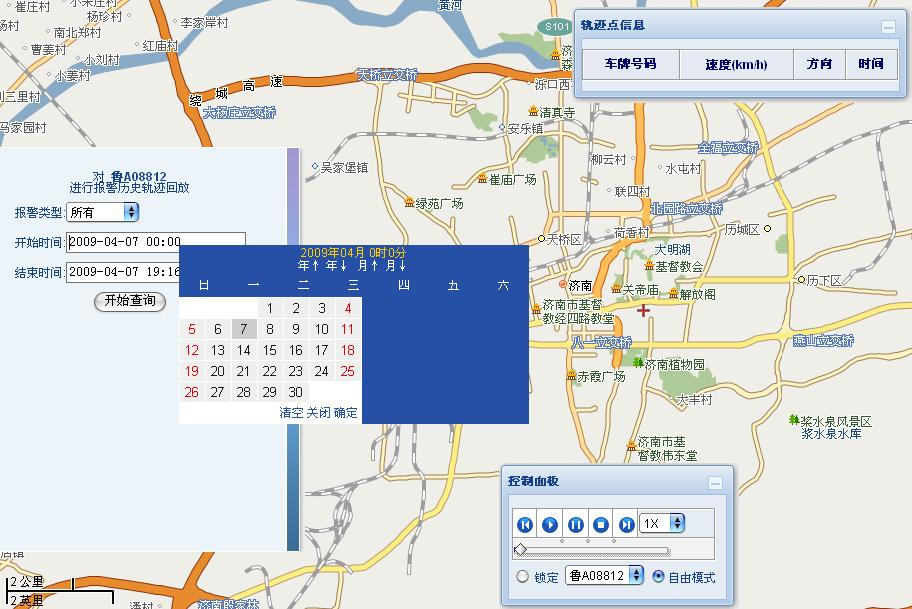 崔庄村
杨珍村
李家岸村
黄河
南北郑村
曹姜村
红庙村
小刘村
小姜村
刘三里村
马家园村
绕城高速
天桥立交桥
大杨庄立交桥
S101
泺口西
清真寺
安乐镇
吴家堡镇
崔庙广场
绿苑广场
柳云村
水屯村
全福立交桥
联四村
北园路立交桥
荷香村
历城区
天桥区
大明湖
基督教会
济南
关帝庙
解放阁
历下区
济南市基督
教经四路教堂
八一立交桥
燕山立交桥
济南植物园
赤霞广场
大丰村
浆水泉风景区
浆水泉水库
济南市基
督教伟东堂
济南段家林
潘村
2 公里
2 英里
轨迹点信息
车牌号码 速度(km/h) 方向 时间
对 鲁A08812
进行报警历史轨迹回放
报警类型: 所有
开始时间: 2009-04-07 00:00
结束时间: 2009-04-07 19:16
开始查询
2009年04月 0时0分
年↑ 年↓ 月↑ 月↓
日 一 二 三 四 五 六
1 2 3 4
5 6 7 8 9 10 11
12 13 14 15 16 17 18
19 20 21 22 23 24 25
26 27 28 29 30
清空 关闭 确定
控制面板
1X
锁定 鲁A08812 自由模式